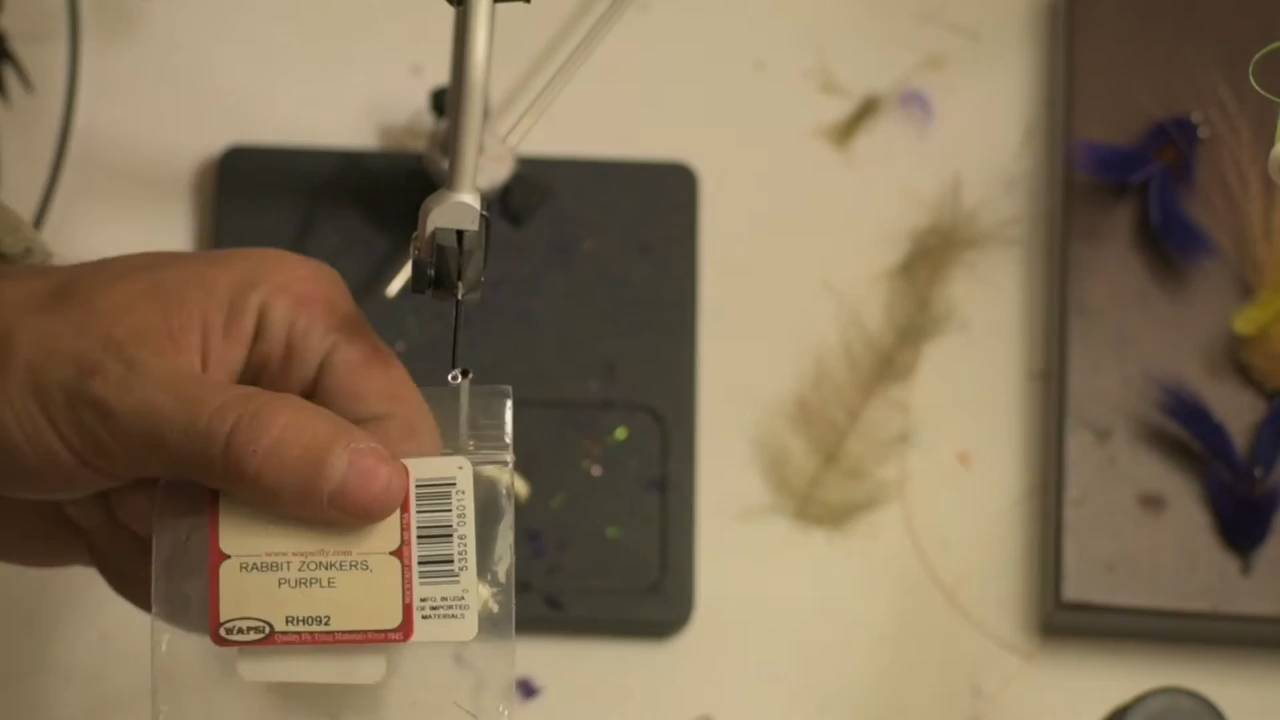 www.wapsifly.com
RABBIT ZONKERS,
PURPLE
RH092
WAPSI
Quality Fly Tying Materials Since 1945
53526 08012
MFG. IN USA
OF IMPORTED
MATERIALS